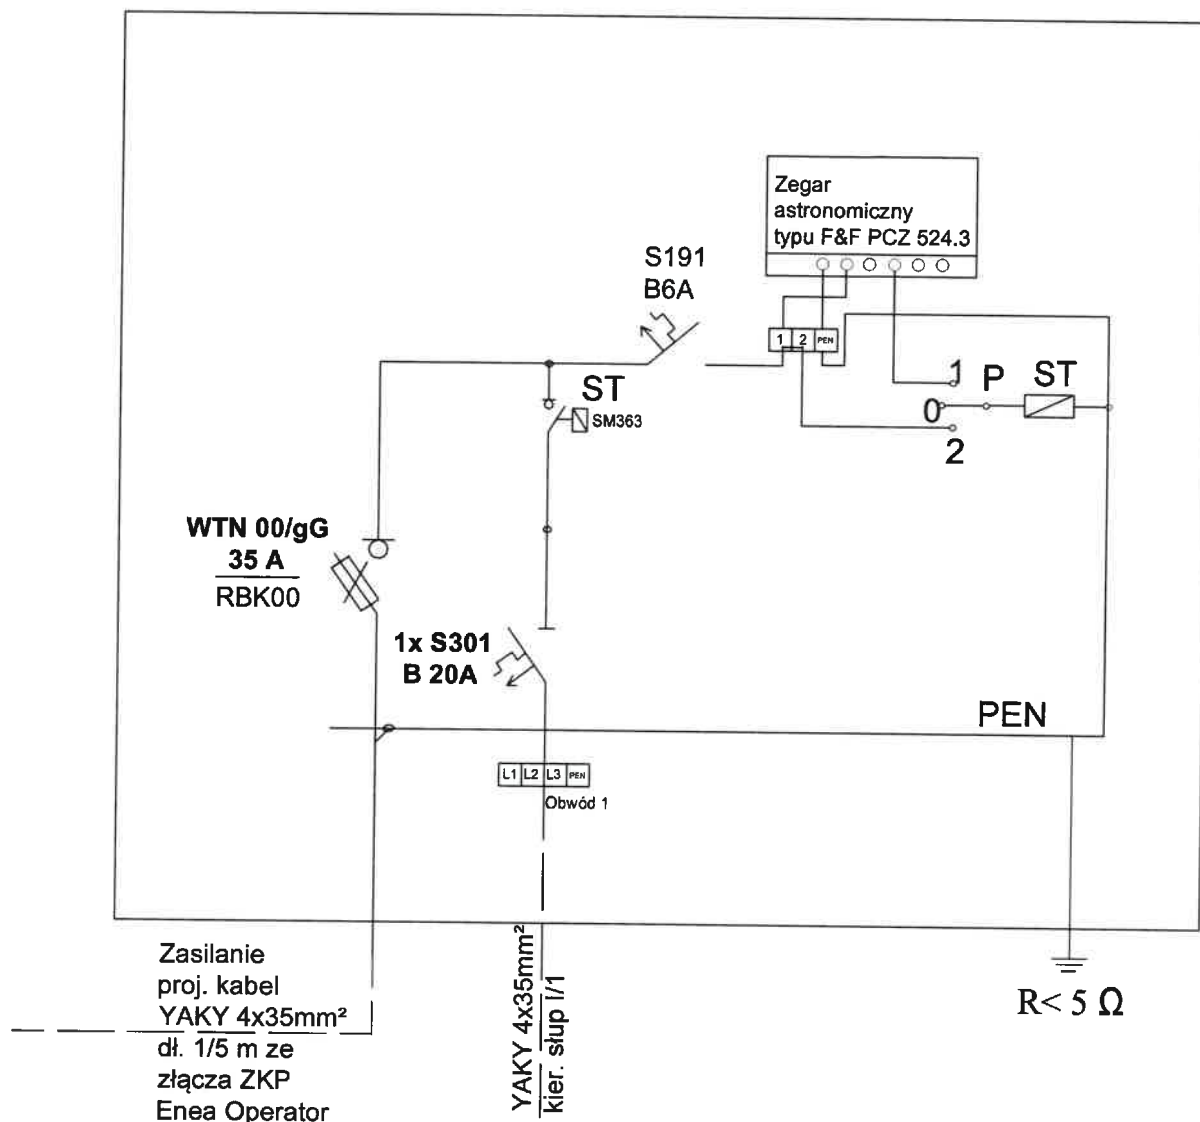 Zegar
astronomiczny
typu F&F PCZ 524.3
S191
B6A
1 2 PEN
ST
SM363
1
P
ST
0
2
WTN 00/gG
35 A
RBK00
1x S301
B 20A
PEN
L1 L2 L3 PEN
Obwód 1
Zasilanie
proj. kabel
YAKY 4x35mm²
dł. 1/5 m ze
złącza ZKP
Enea Operator
YAKY 4x35mm²
kier. słup I/1
R< 5 Ω